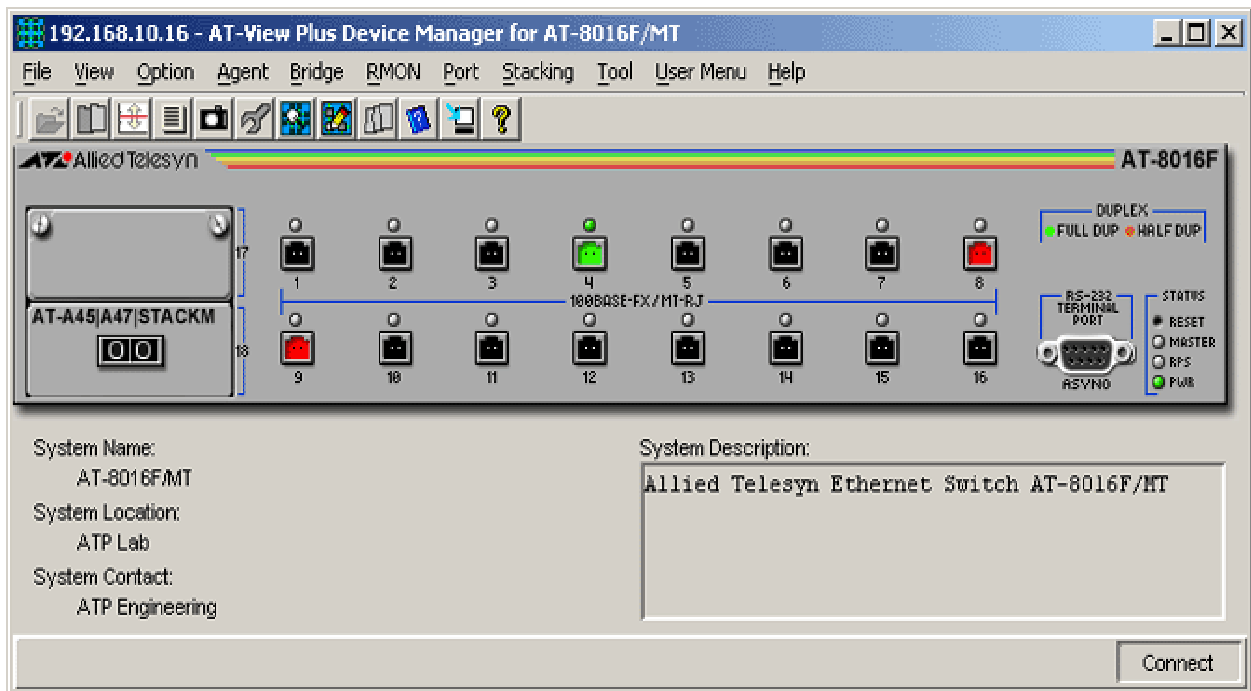 192.168.10.16 - AT-View Plus Device Manager for AT-8016F/MT
File View Option Agent Bridge RMON Port Stacking Tool User Menu Help
Allied Telesyn
AT-8016F
DUPLEX
FULL DUP HALF DUP
17
1 2 3 4 5 6 7 8
100BASE-FX/MT-RJ
AT-A45|A47|STACKM
00
18
9 10 11 12 13 14 15 16
RS-232
TERMINAL
PORT
ASYN0
STATUS
RESET
MASTER
RPS
PWR
System Name:
AT-8016F/MT
System Location:
ATP Lab
System Contact:
ATP Engineering
System Description:
Allied Telesyn Ethernet Switch AT-8016F/MT
Connect